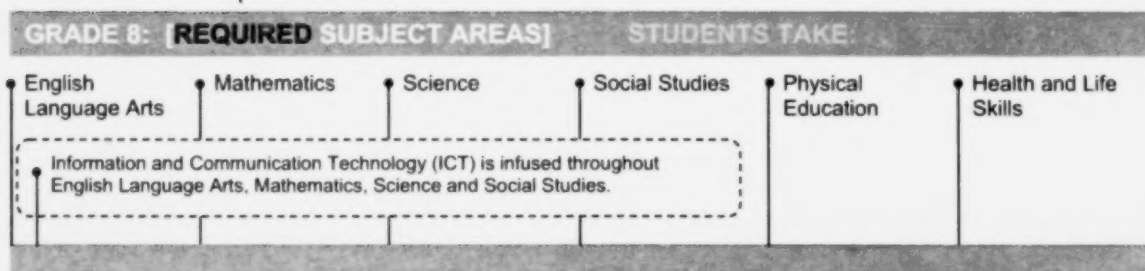 GRADE 8: [REQUIRED SUBJECT AREAS] STUDENTS TAKE:
English
Language Arts
Mathematics
Science
Social Studies
Physical
Education
Health and Life
Skills
Information and Communication Technology (ICT) is infused throughout
English Language Arts, Mathematics, Science and Social Studies.